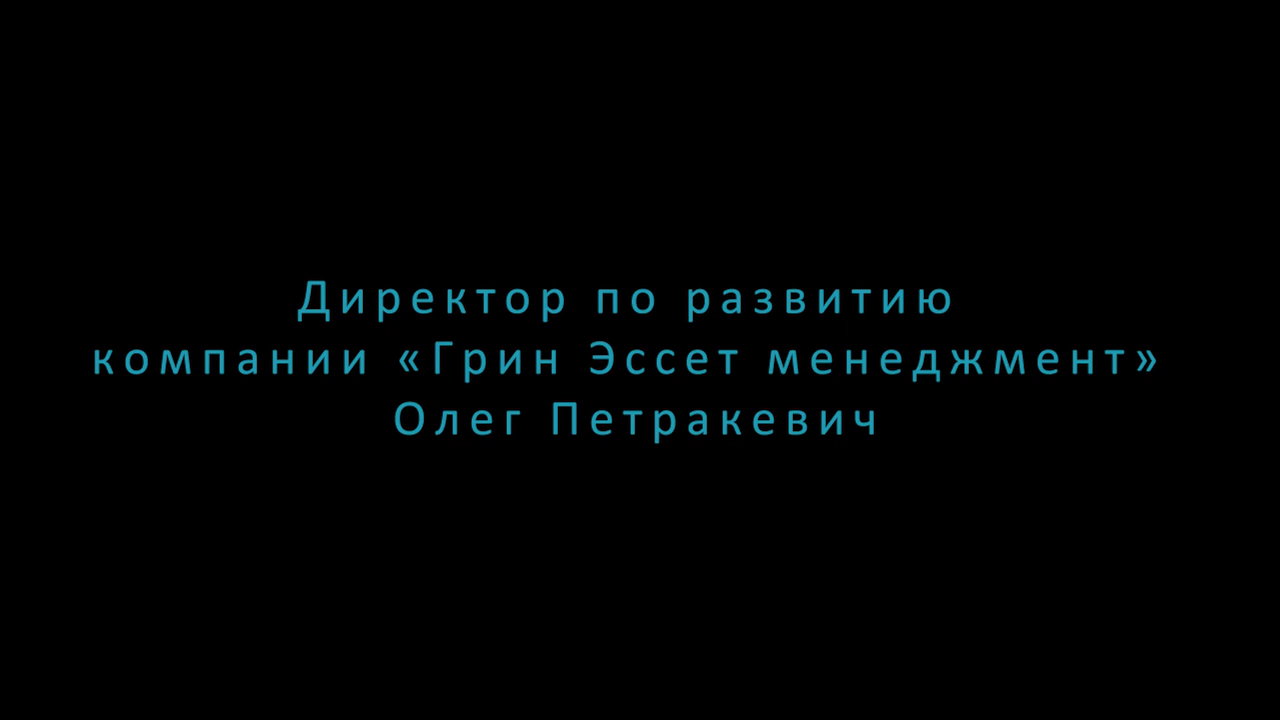 Директор по развитию
компании «Грин Эссет менеджмент»
Олег Петракевич